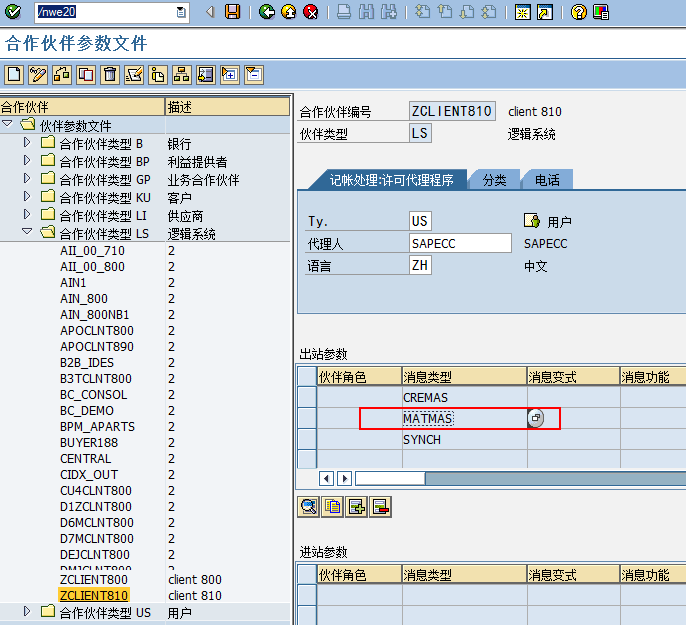 /nwe20
合作伙伴参数文件
合作伙伴 描述
伙伴参数文件
合作伙伴类型 B 银行
合作伙伴类型 BP 利益提供者
合作伙伴类型 GP 业务合作伙伴
合作伙伴类型 KU 客户
合作伙伴类型 LI 供应商
合作伙伴类型 LS 逻辑系统
AII_00_710 2
AII_00_800 2
AIN1 2
AIN_800 2
AIN_800NB1 2
APOCLNT800 2
APOCLNT890 2
B2B_IDES 2
B3TCLNT800 2
BC_CONSOL 2
BC_DEMO 2
BPM_APARTS 2
BUYER188 2
CENTRAL 2
CIDX_OUT 2
CU4CLNT800 2
D1ZCLNT800 2
D6MCLNT800 2
D7MCLNT800 2
DEJCLNT800 2
ZCLIENT800 client 800
ZCLIENT810 client 810
合作伙伴类型 US 用户
合作伙伴编号 ZCLIENT810 client 810
伙伴类型 LS 逻辑系统
记帐处理:许可代理程序 分类 电话
Ty. US 用户
代理人 SAPECC SAPECC
语言 ZH 中文
出站参数
伙伴角色 消息类型 消息变式 消息功能
CREMAS
MATMAS
SYNCH
进站参数
伙伴角色 消息类型 消息变式 消息功能